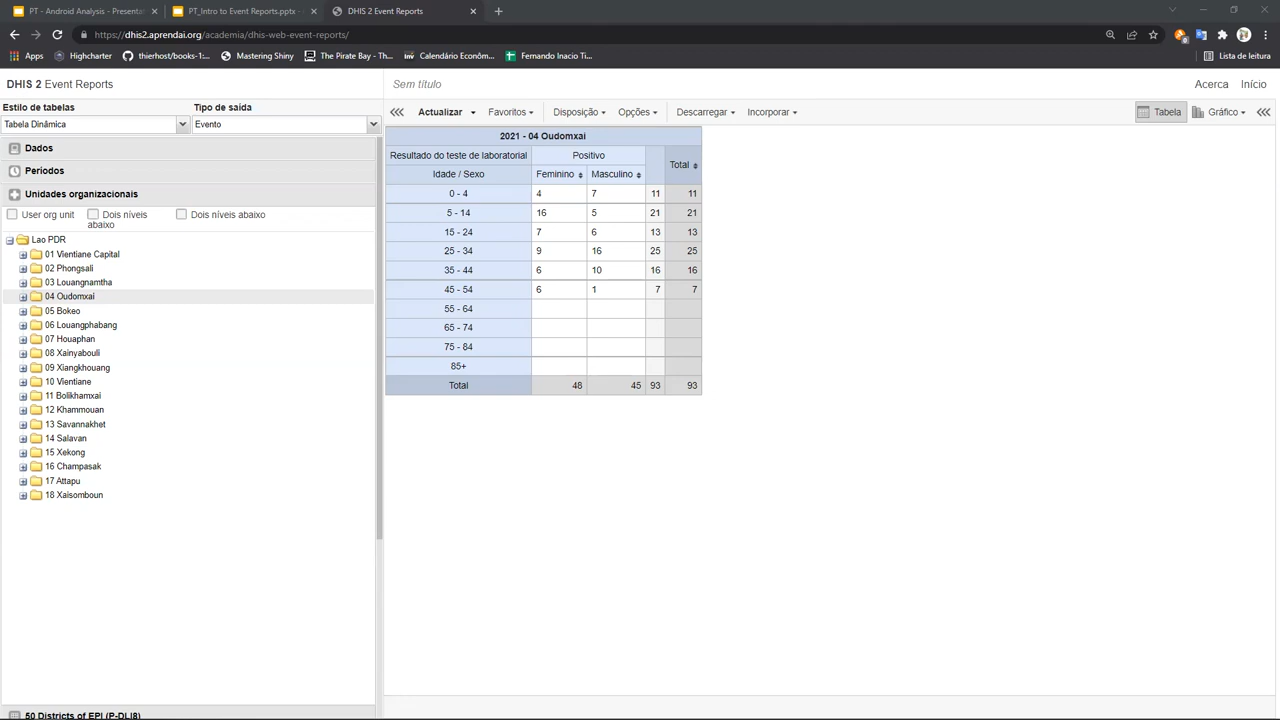 PT - Android Analysis - Presentat
PT_Intro to Event Reports.pptx -
DHIS 2 Event Reports
https://dhis2.aprendai.org/academia/dhis-web-event-reports/
Apps
Highcharter
thierhost/books-1:...
Mastering Shiny
The Pirate Bay - Th...
Calendário Econôm...
Fernando Inacio Ti...
Lista de leitura
DHIS 2 Event Reports
Sem título
Acerca
Início
Estilo de tabelas
Tipo de saída
Tabela Dinâmica
Evento
Actualizar
Favoritos
Disposição
Opções
Descarregar
Incorporar
Tabela
Gráfico
Dados
Períodos
Unidades organizacionais
User org unit
Dois níveis
abaixo
Dois níveis abaixo
Lao PDR
01 Vientiane Capital
02 Phongsali
03 Louangnamtha
04 Oudomxai
05 Bokeo
06 Louangphabang
07 Houaphan
08 Xainyabouli
09 Xiangkhouang
10 Vientiane
11 Bolikhamxai
12 Khammouan
13 Savannakhet
14 Salavan
15 Xekong
16 Champasak
17 Attapu
18 Xaisomboun
50 Districts of EPI (P-DLI8)
2021 - 04 Oudomxai
Resultado do teste de laboratorial
Positivo
Total
Idade / Sexo
Feminino
Masculino
0 - 4 4 7 11 11
5 - 14 16 5 21 21
15 - 24 7 6 13 13
25 - 34 9 16 25 25
35 - 44 6 10 16 16
45 - 54 6 1 7 7
55 - 64
65 - 74
75 - 84
85+
Total 48 45 93 93